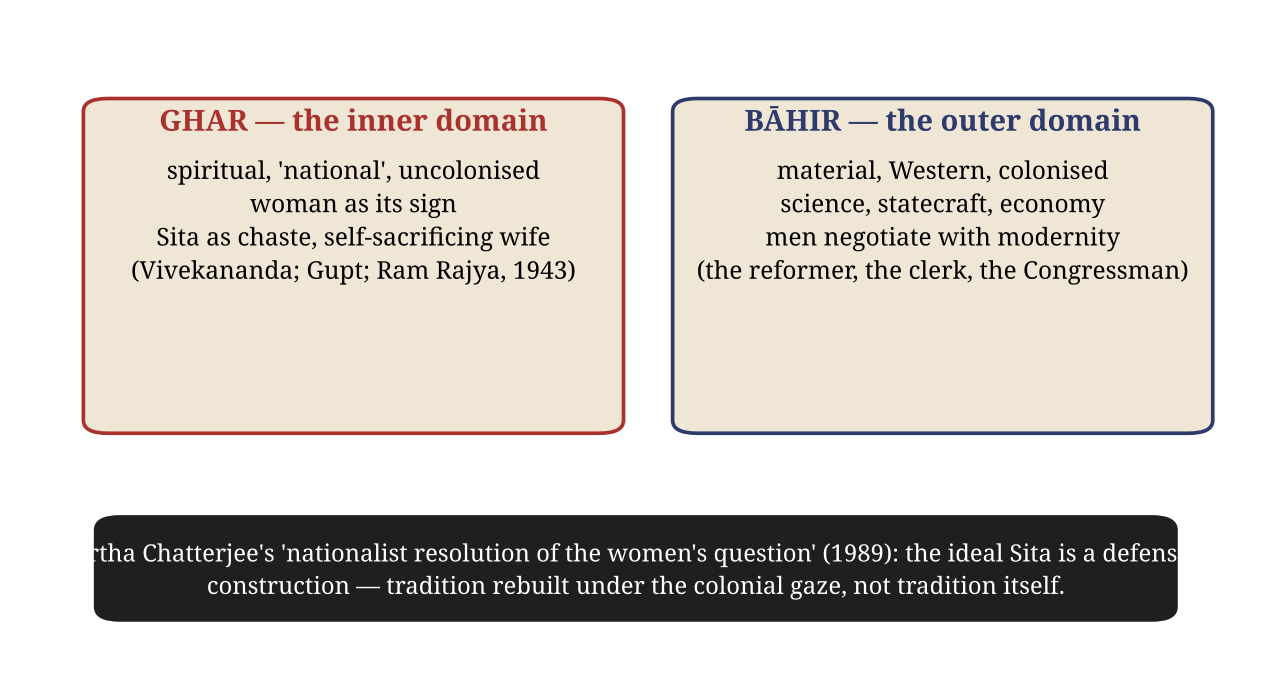 GHAR — the inner domain
spiritual, 'national', uncolonised
woman as its sign
Sita as chaste, self-sacrificing wife
(Vivekananda; Gupt; Ram Rajya, 1943)
BĀHIR — the outer domain
material, Western, colonised
science, statecraft, economy
men negotiate with modernity
(the reformer, the clerk, the Congressman)
Chatterjee's 'nationalist resolution of the women's question' (1989): the ideal Sita is a
construction — tradition rebuilt under the colonial gaze, not tradition itself.